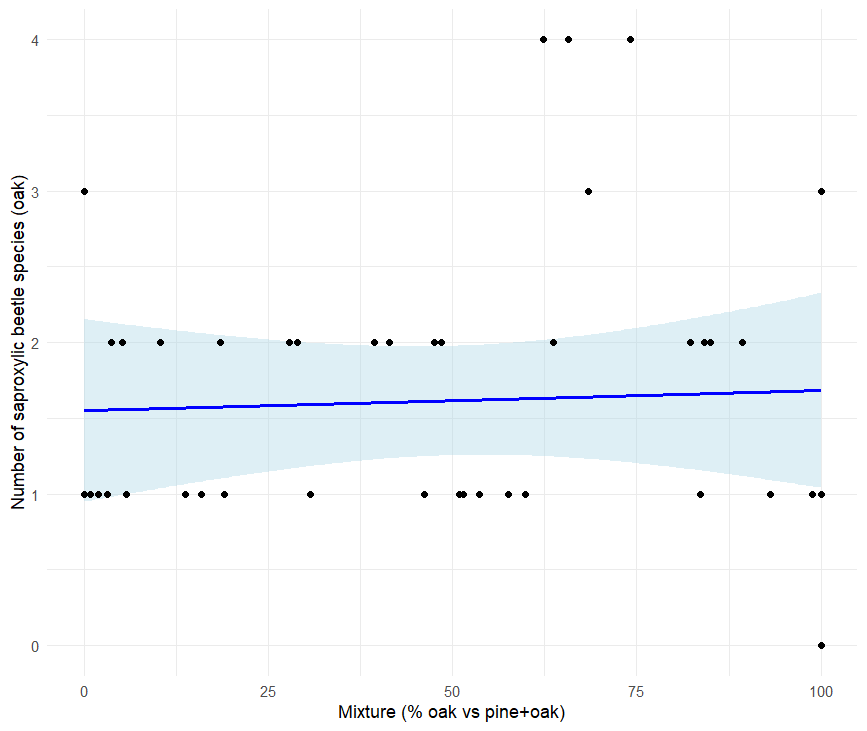 Number of saproxylic beetle species (oak)
4
3
2
1
0
0 25 50 75 100
Mixture (% oak vs pine+oak)